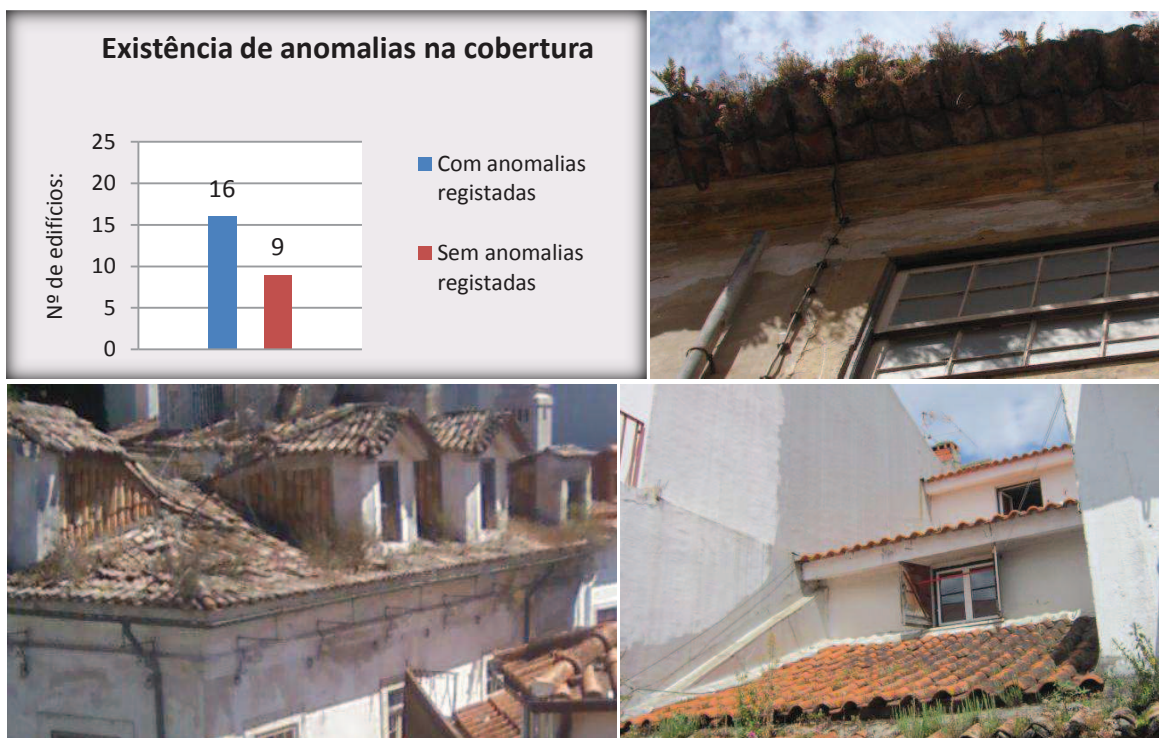 Existência de anomalias na cobertura
Nº de edifícios:
25
20
15
10
5
0
16
9
Com anomalias
registadas
Sem anomalias
registadas